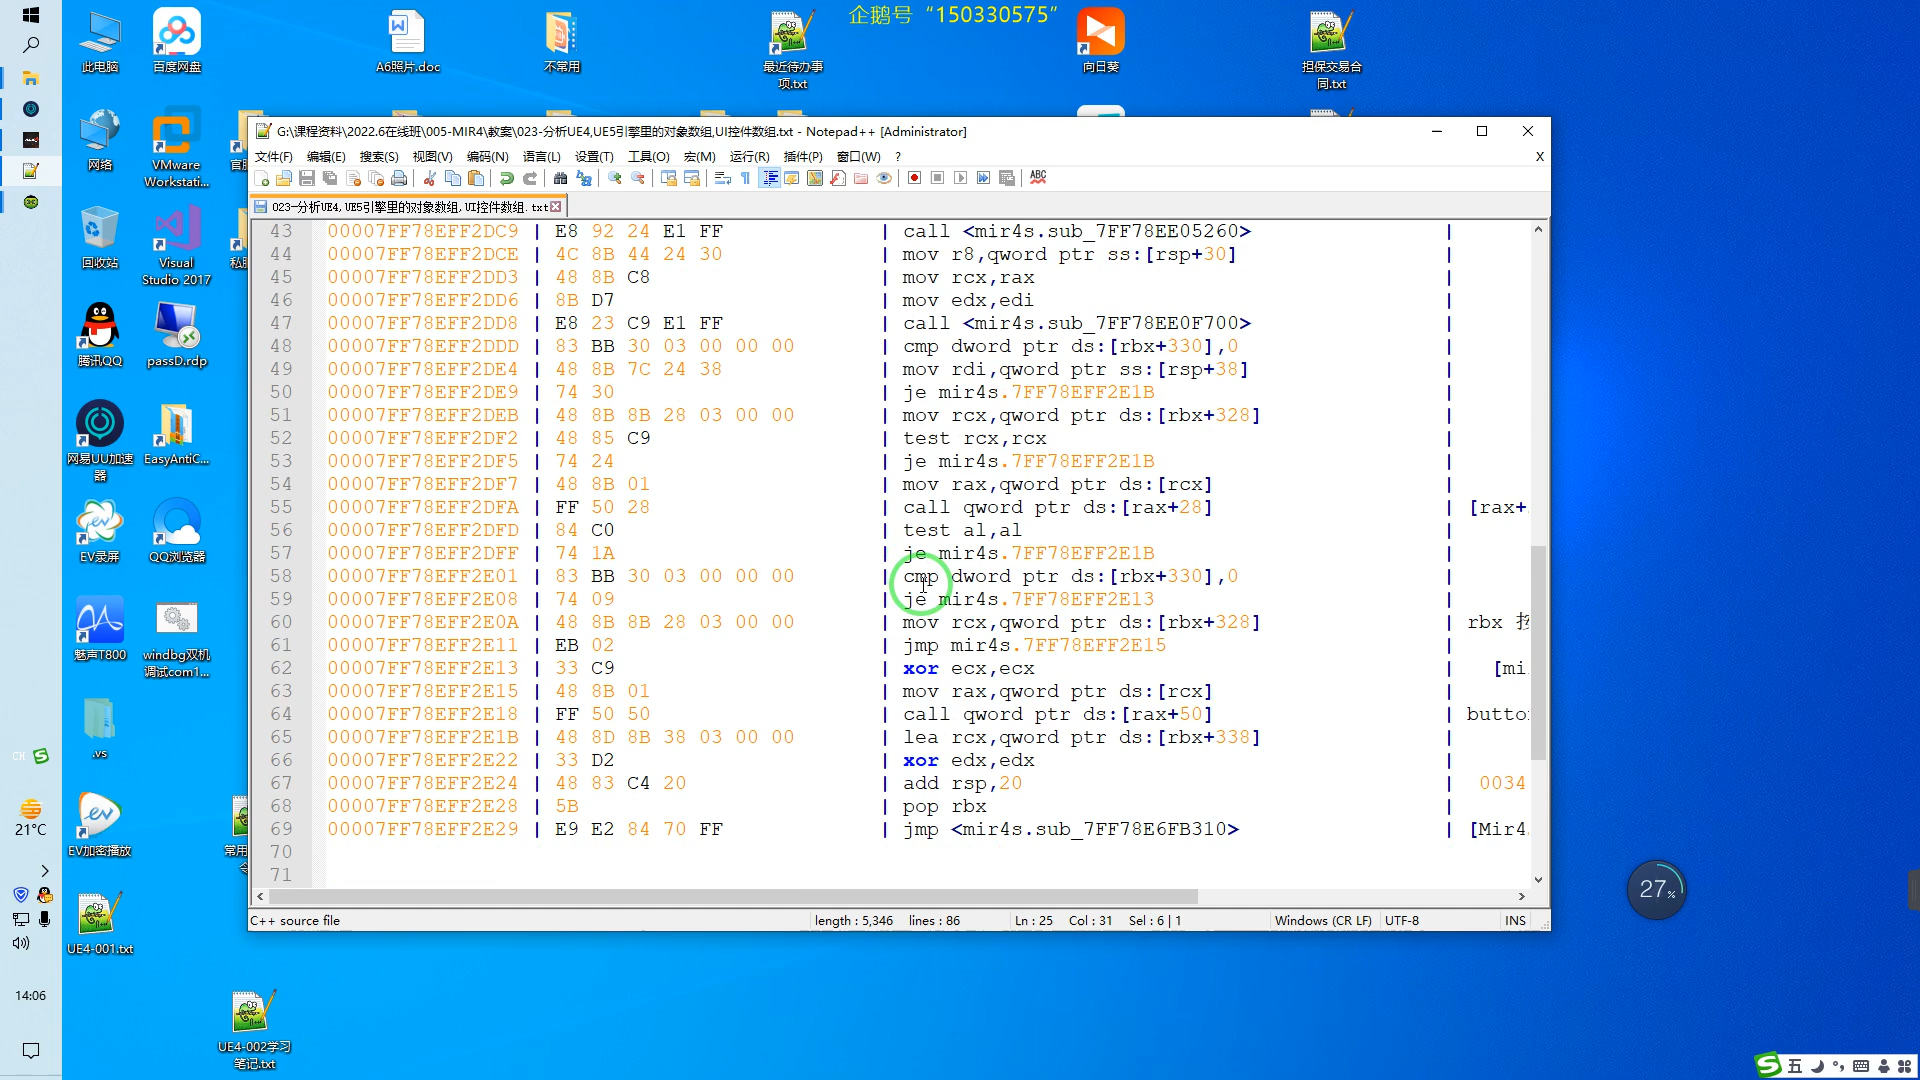 企鹅号“150330575”
此电脑
百度网盘
A6照片.doc
不常用
最近待办事
项.txt
向日葵
担保交易合
同.txt
网络
VMware
Workstati...
回收站
Visual
Studio 2017
腾讯QQ
passD.rdp
网易UU加速
器
EasyAntiC...
EV录屏
QQ浏览器
魅声T800
windbg双机
调试com1...
.vs
EV加密播放
UE4-001.txt
UE4-002学习
笔记.txt
CH
21°C
14:06
G:\课程资料\2022.6在线班\005-MIR4\教案\023-分析UE4,UE5引擎里的对象数组,UI控件数组.txt - Notepad++ [Administrator]
文件(F) 编辑(E) 搜索(S) 视图(V) 编码(N) 语言(L) 设置(T) 工具(O) 宏(M) 运行(R) 插件(P) 窗口(W) ? X
023-分析UE4,UE5引擎里的对象数组,UI控件数组.txt
43 00007FF78EFF2DC9 | E8 92 24 E1 FF | call <mir4s.sub_7FF78EE05260> |
44 00007FF78EFF2DCE | 4C 8B 44 24 30 | mov r8,qword ptr ss:[rsp+30] |
45 00007FF78EFF2DD3 | 48 8B C8 | mov rcx,rax |
46 00007FF78EFF2DD6 | 8B D7 | mov edx,edi |
47 00007FF78EFF2DD8 | E8 23 C9 E1 FF | call <mir4s.sub_7FF78EE0F700> |
48 00007FF78EFF2DDD | 83 BB 30 03 00 00 00 | cmp dword ptr ds:[rbx+330],0 |
49 00007FF78EFF2DE4 | 48 8B 7C 24 38 | mov rdi,qword ptr ss:[rsp+38] |
50 00007FF78EFF2DE9 | 74 30 | je mir4s.7FF78EFF2E1B |
51 00007FF78EFF2DEB | 48 8B 8B 28 03 00 00 | mov rcx,qword ptr ds:[rbx+328] |
52 00007FF78EFF2DF2 | 48 85 C9 | test rcx,rcx |
53 00007FF78EFF2DF5 | 74 24 | je mir4s.7FF78EFF2E1B |
54 00007FF78EFF2DF7 | 48 8B 01 | mov rax,qword ptr ds:[rcx] |
55 00007FF78EFF2DFA | FF 50 28 | call qword ptr ds:[rax+28] | [rax+
56 00007FF78EFF2DFD | 84 C0 | test al,al |
57 00007FF78EFF2DFF | 74 1A | je mir4s.7FF78EFF2E1B |
58 00007FF78EFF2E01 | 83 BB 30 03 00 00 00 | cmp dword ptr ds:[rbx+330],0 |
59 00007FF78EFF2E08 | 74 09 | je mir4s.7FF78EFF2E13 |
60 00007FF78EFF2E0A | 48 8B 8B 28 03 00 00 | mov rcx,qword ptr ds:[rbx+328] | rbx
61 00007FF78EFF2E11 | EB 02 | jmp mir4s.7FF78EFF2E15 |
62 00007FF78EFF2E13 | 33 C9 | xor ecx,ecx | [mi
63 00007FF78EFF2E15 | 48 8B 01 | mov rax,qword ptr ds:[rcx] |
64 00007FF78EFF2E18 | FF 50 50 | call qword ptr ds:[rax+50] | butto
65 00007FF78EFF2E1B | 48 8D 8B 38 03 00 00 | lea rcx,qword ptr ds:[rbx+338] |
66 00007FF78EFF2E22 | 33 D2 | xor edx,edx |
67 00007FF78EFF2E24 | 48 83 C4 20 | add rsp,20 | 0034
68 00007FF78EFF2E28 | 5B | pop rbx |
69 00007FF78EFF2E29 | E9 E2 84 70 FF | jmp <mir4s.sub_7FF78E6FB310> | [Mir4
70
71
C++ source file length : 5,346 lines : 86 Ln : 25 Col : 31 Sel : 6 | 1 Windows (CR LF) UTF-8 INS
27%
五